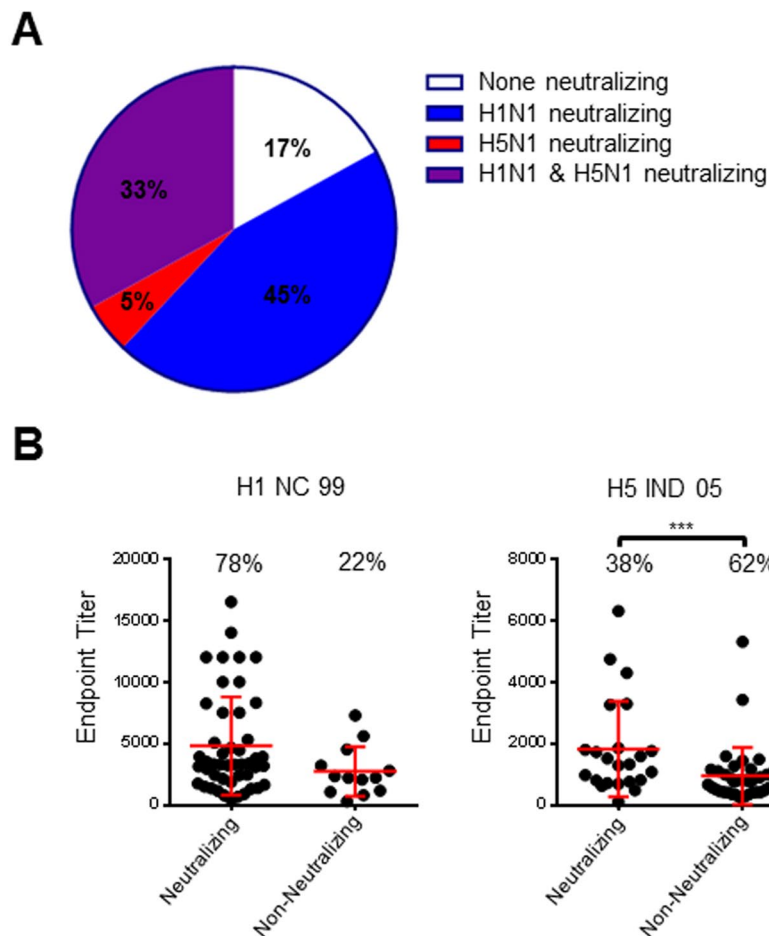 A
None neutralizing
H1N1 neutralizing
H5N1 neutralizing
H1N1 & H5N1 neutralizing
17%
33%
5%
45%
B
H1 NC 99
78%
22%
Endpoint Titer
20000
15000
10000
5000
0
Neutralizing
Non-Neutralizing
H5 IND 05
***
38%
62%
Endpoint Titer
8000
6000
4000
2000
0
Neutralizing
Non-Neutralizing